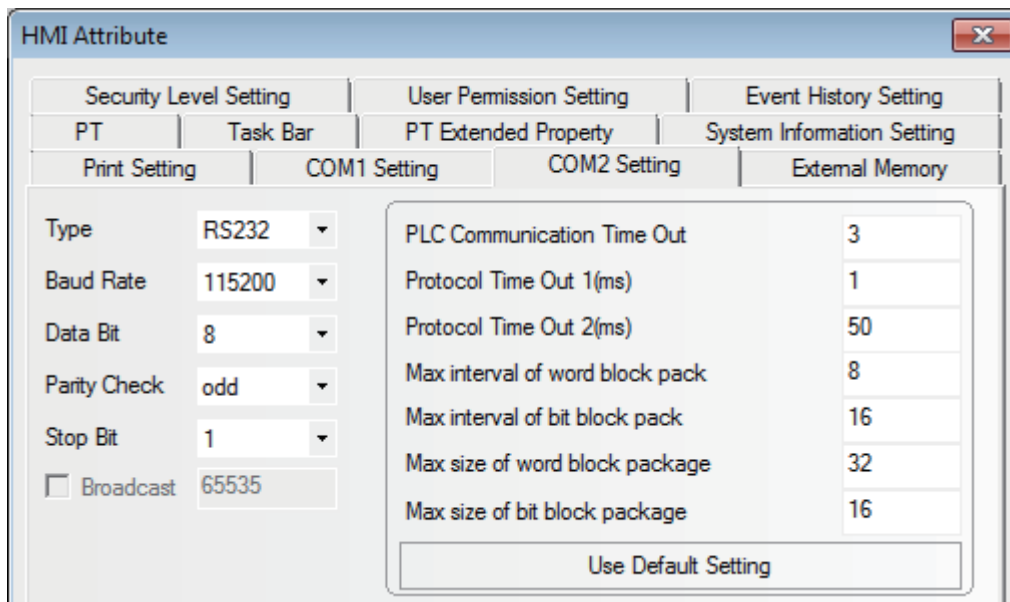 HMI Attribute
Security Level Setting User Permission Setting Event History Setting
PT Task Bar PT Extended Property System Information Setting
Print Setting COM1 Setting COM2 Setting External Memory
Type RS232
Baud Rate 115200
Data Bit 8
Parity Check odd
Stop Bit 1
Broadcast 65535
PLC Communication Time Out 3
Protocol Time Out 1(ms) 1
Protocol Time Out 2(ms) 50
Max interval of word block pack 8
Max interval of bit block pack 16
Max size of word block package 32
Max size of bit block package 16
Use Default Setting